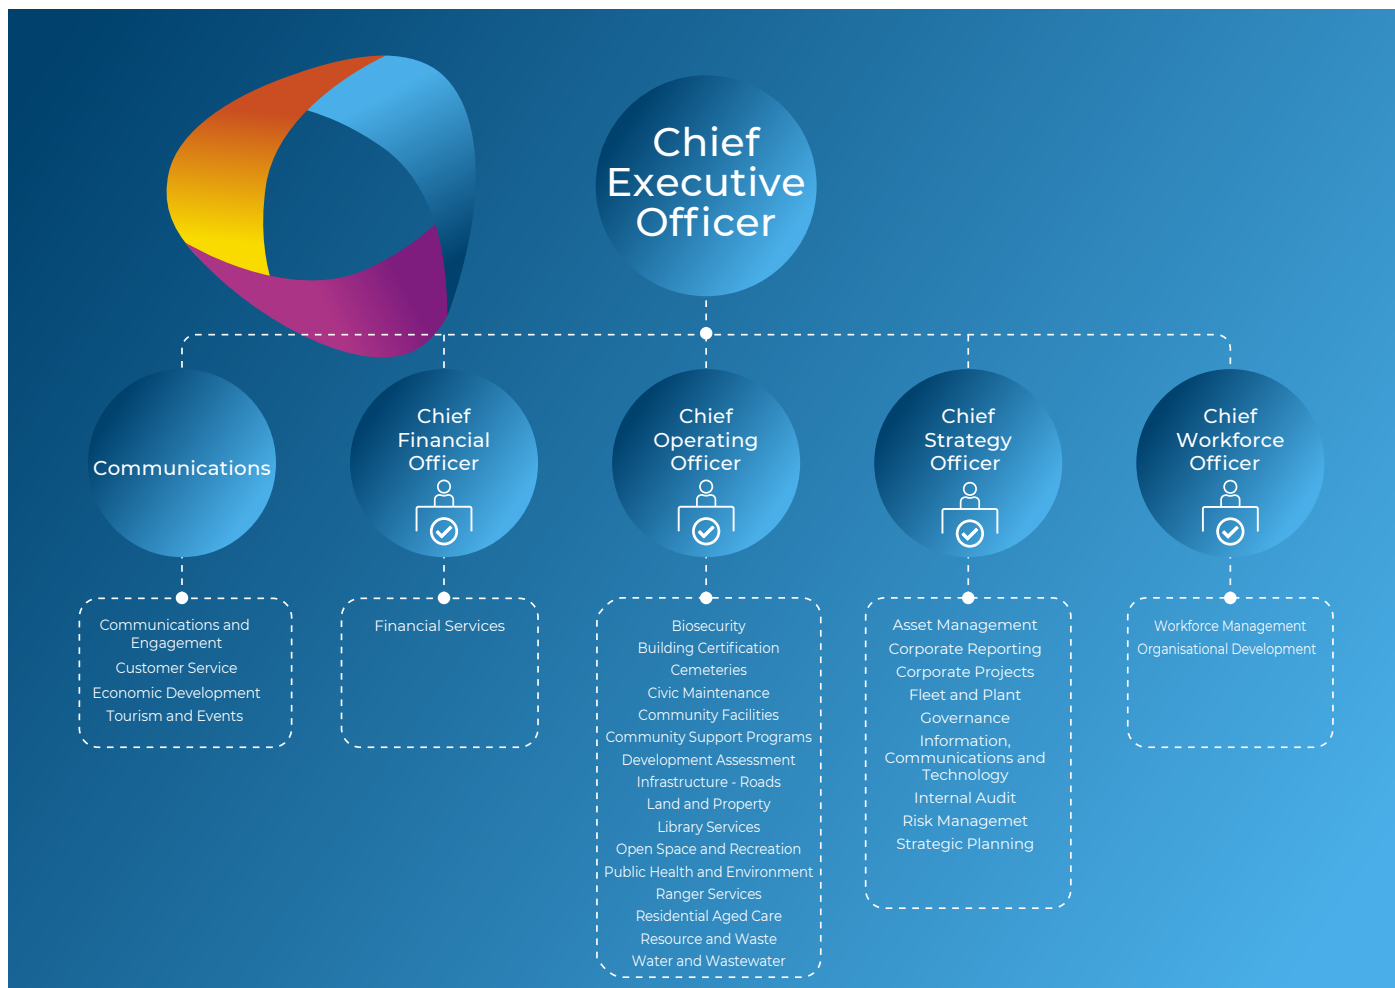 Chief
Executive
Officer
Communications
Chief
Financial
Officer
Chief
Operating
Officer
Chief
Strategy
Officer
Chief
Workforce
Officer
Communications and
Engagement
Customer Service
Economic Development
Tourism and Events
Financial Services
Biosecurity
Building Certification
Cemeteries
Civic Maintenance
Community Facilities
Community Support Programs
Development Assessment
Infrastructure - Roads
Land and Property
Library Services
Open Space and Recreation
Public Health and Environment
Ranger Services
Residential Aged Care
Resource and Waste
Water and Wastewater
Asset Management
Corporate Reporting
Corporate Projects
Fleet and Plant
Governance
Information,
Communications and
Technology
Internal Audit
Risk Managemet
Strategic Planning
Workforce Management
Organisational Development